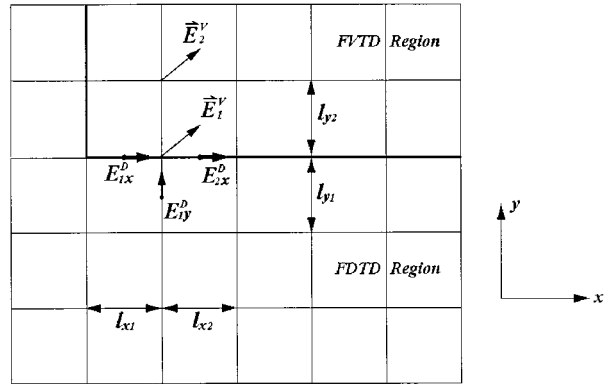 E⃗₂ⱽ FVTD Region
l_y2
E⃗₁ⱽ
E₁ₓᴰ E₂ₓᴰ
l_y1
E₁yᴰ
y
FDTD Region
x
l_x1 l_x2